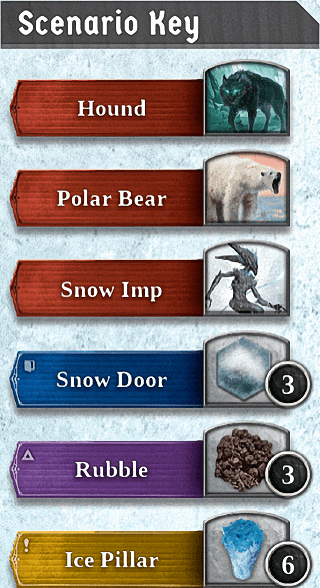 Scenario Key
Hound
Polar Bear
Snow Imp
Snow Door
3
Rubble
3
!
Ice Pillar
6